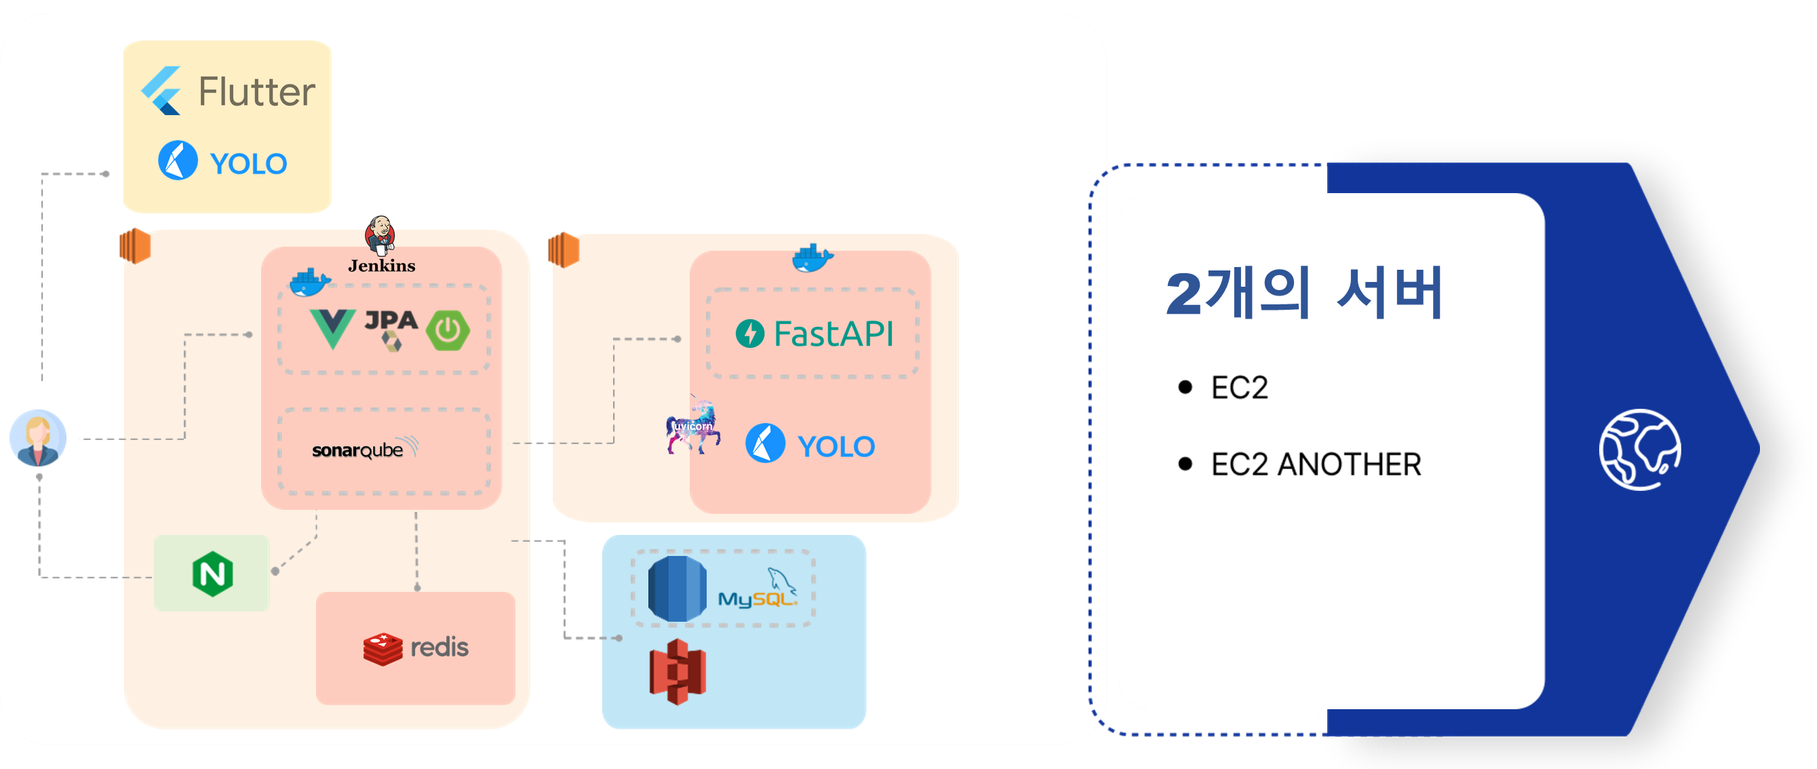 Flutter
YOLO
Jenkins
JPA
sonarqube
FastAPI
uvicorn
YOLO
N
redis
MySQL
2개의 서버
EC2
EC2 ANOTHER